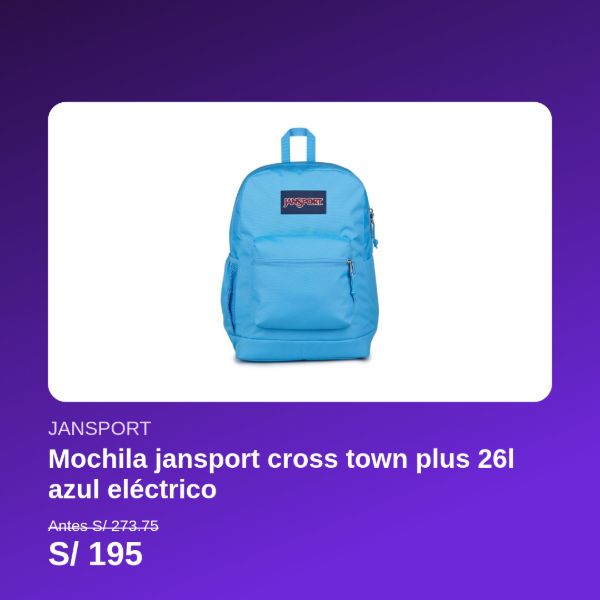 JANSPORT
JANSPORT
Mochila jansport cross town plus 26l
azul eléctrico
Antes S/ 273.75
S/ 195